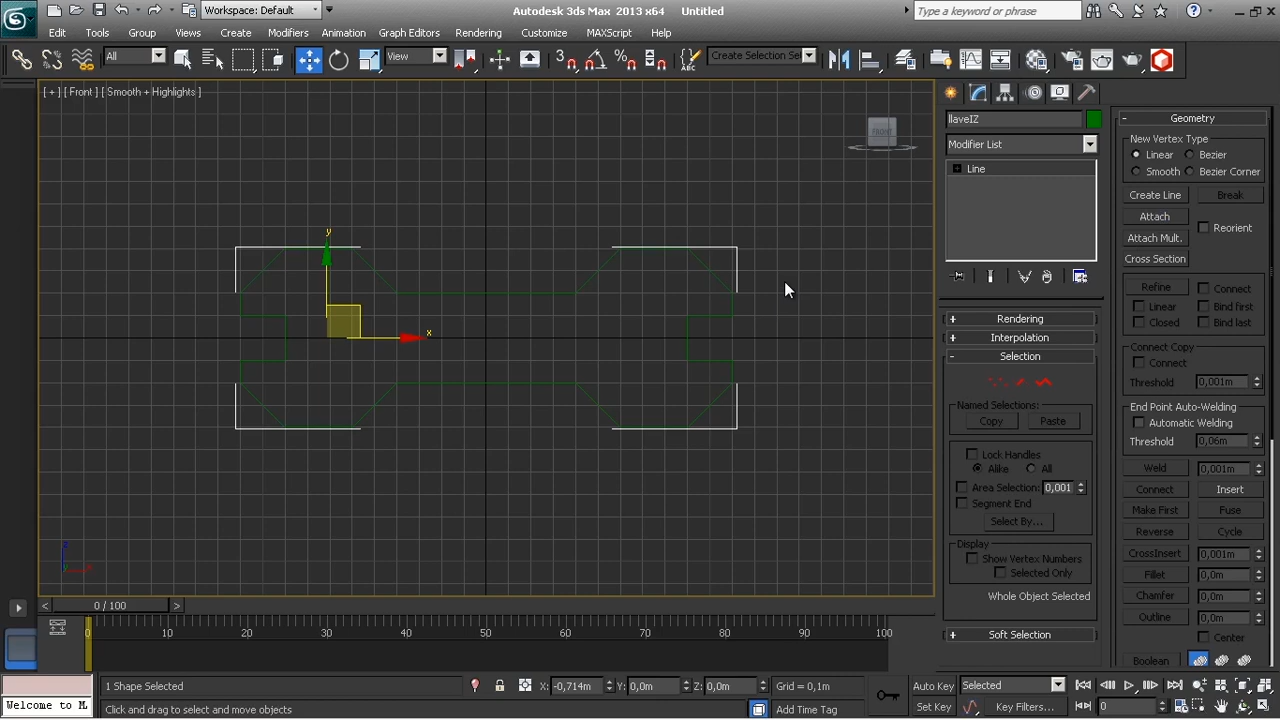 Workspace: Default
Autodesk 3ds Max 2013 x64 Untitled
Type a keyword or phrase
Edit Tools Group Views Create Modifiers Animation Graph Editors Rendering Customize MAXScript Help
All
View
3
Create Selection Se
[ + ] [ Front ] [ Smooth + Highlights ]
FRONT
y
x
z
x
llaveIZ
Modifier List
Line
Rendering
Interpolation
Selection
Named Selections:
Copy Paste
Lock Handles
Alike All
Area Selection: 0,001
Segment End
Select By...
Display
Show Vertex Numbers
Selected Only
Whole Object Selected
Soft Selection
Geometry
New Vertex Type
Linear Bezier
Smooth Bezier Corner
Create Line Break
Attach Reorient
Attach Mult.
Cross Section
Refine Connect
Linear Bind first
Closed Bind last
Connect Copy
Connect
Threshold 0,001m
End Point Auto-Welding
Automatic Welding
Threshold 0,06m
Weld 0,001m
Connect Insert
Make First Fuse
Reverse Cycle
CrossInsert 0,001m
Fillet 0,0m
Chamfer 0,0m
Outline 0,0m
Center
Boolean
0 / 100
0 10 20 30 40 50 60 70 80 90 100
1 Shape Selected
X: -0,714m Y: 0,0m Z: 0,0m Grid = 0,1m
Auto Key Selected
Welcome to M
Click and drag to select and move objects
Add Time Tag
Set Key Key Filters... 0